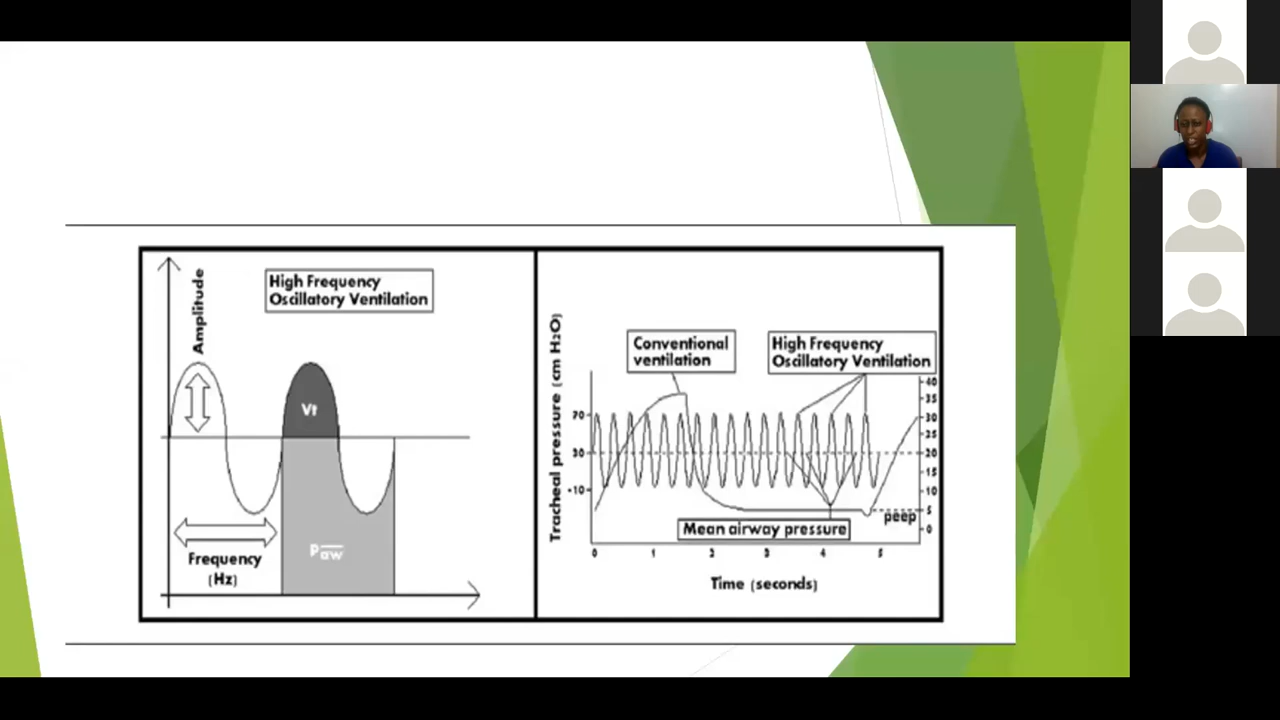 Amplitude
High Frequency
Oscillatory Ventilation
Vt
Paw
Frequency
(Hz)
Tracheal pressure (cm H2O)
Conventional
ventilation
High Frequency
Oscillatory Ventilation
70
30
-10
40
35
30
25
20
15
10
5
0
peep
Mean airway pressure
0
1
2
3
4
5
Time (seconds)